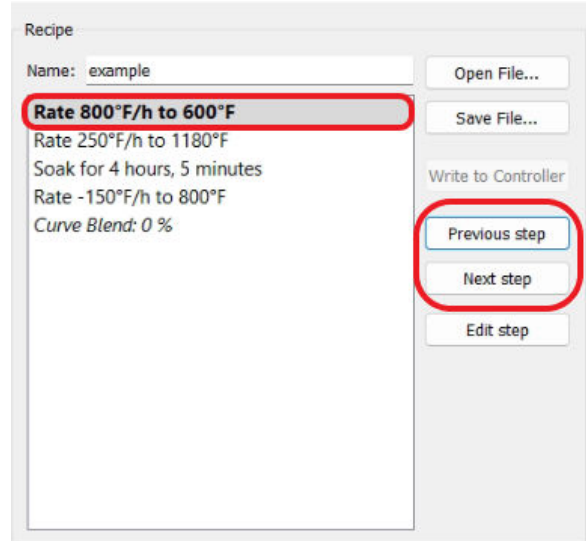 Recipe
Name: example
Open File...
Rate 800°F/h to 600°F
Save File...
Rate 250°F/h to 1180°F
Soak for 4 hours, 5 minutes
Write to Controller
Rate -150°F/h to 800°F
Curve Blend: 0 %
Previous step
Next step
Edit step